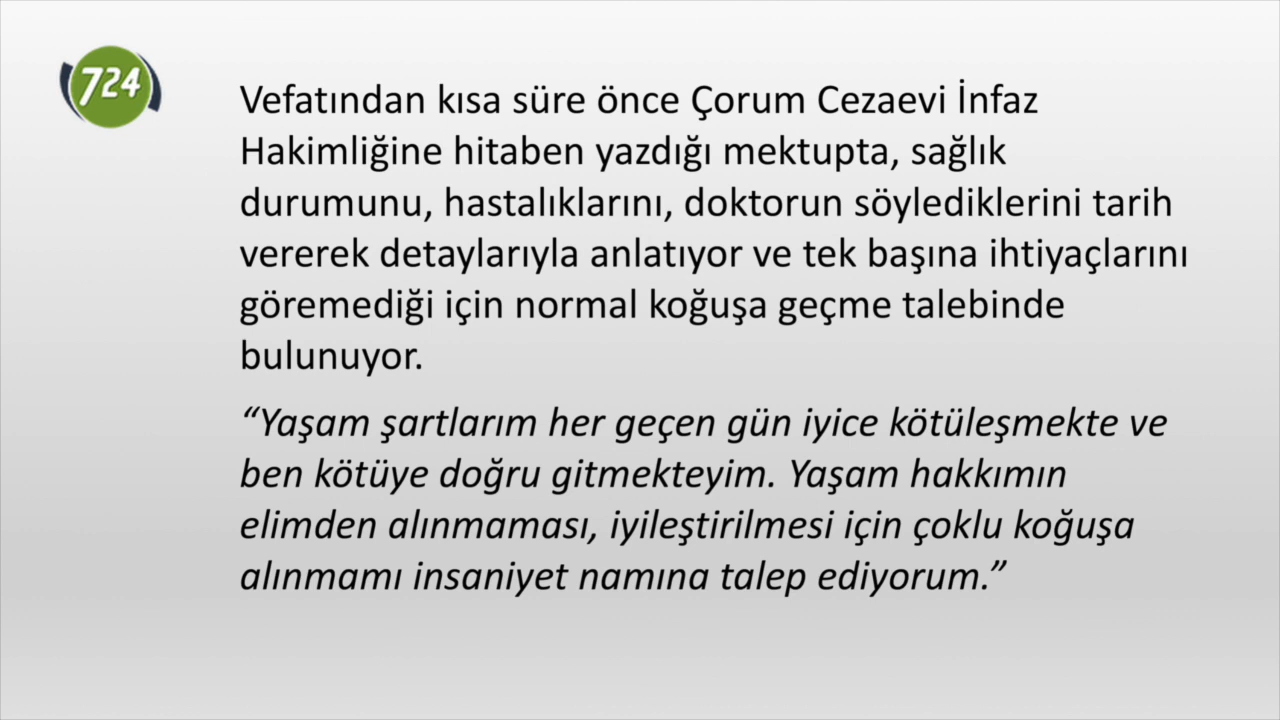 724
Vefatından kısa süre önce Çorum Cezaevi İnfaz
Hakimliğine hitaben yazdığı mektupta, sağlık
durumunu, hastalıklarını, doktorun söylediklerini tarih
vererek detaylarıyla anlatıyor ve tek başına ihtiyaçlarını
göremediği için normal koğuşa geçme talebinde
bulunuyor.
“Yaşam şartlarım her geçen gün iyice kötüleşmekte ve
ben kötüye doğru gitmekteyim. Yaşam hakkımın
elimden alınmaması, iyileştirilmesi için çoklu koğuşa
alınmamı insaniyet namına talep ediyorum.”